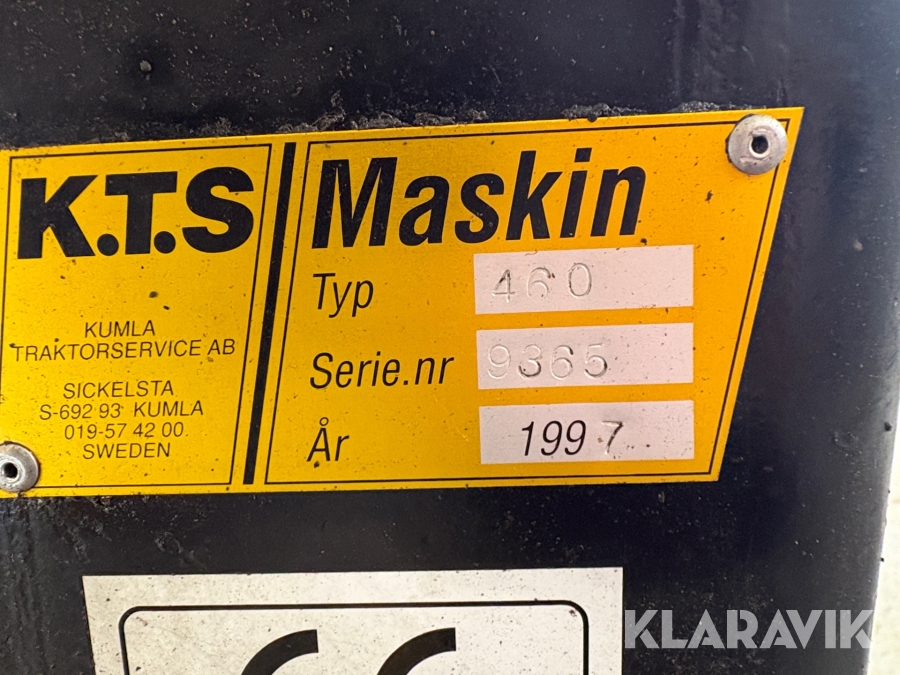 K.T.S
KUMLA
TRAKTORSERVICE AB
SICKELSTA
S-692 93 KUMLA
019-57 42 00
SWEDEN
Maskin
Typ 460
Serie.nr 9365
År 1997
CE
KLARAVIK